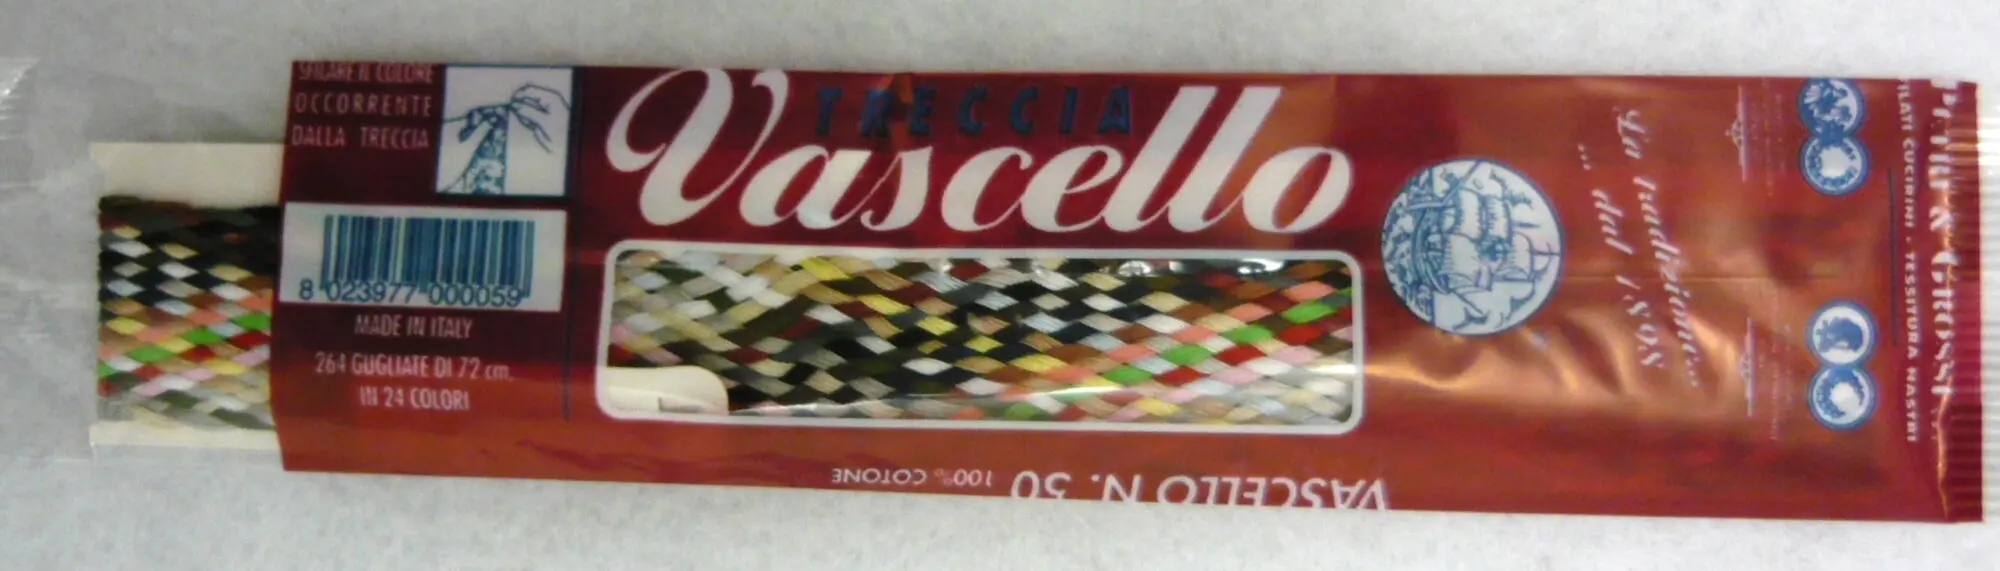 SFILARE IL COLORE
OCCORRENTE
DALLA TRECCIA
8 023977 000059
MADE IN ITALY
264 GUGLIATE DI 72 cm.
IN 24 COLORI
TRECCIA
Vascello
VASCELLO N. 50 100% COTONE
La tradizione
... dal 1808
& GROSSI
FILATI CUCIRINI - TESSITURA NASTRI